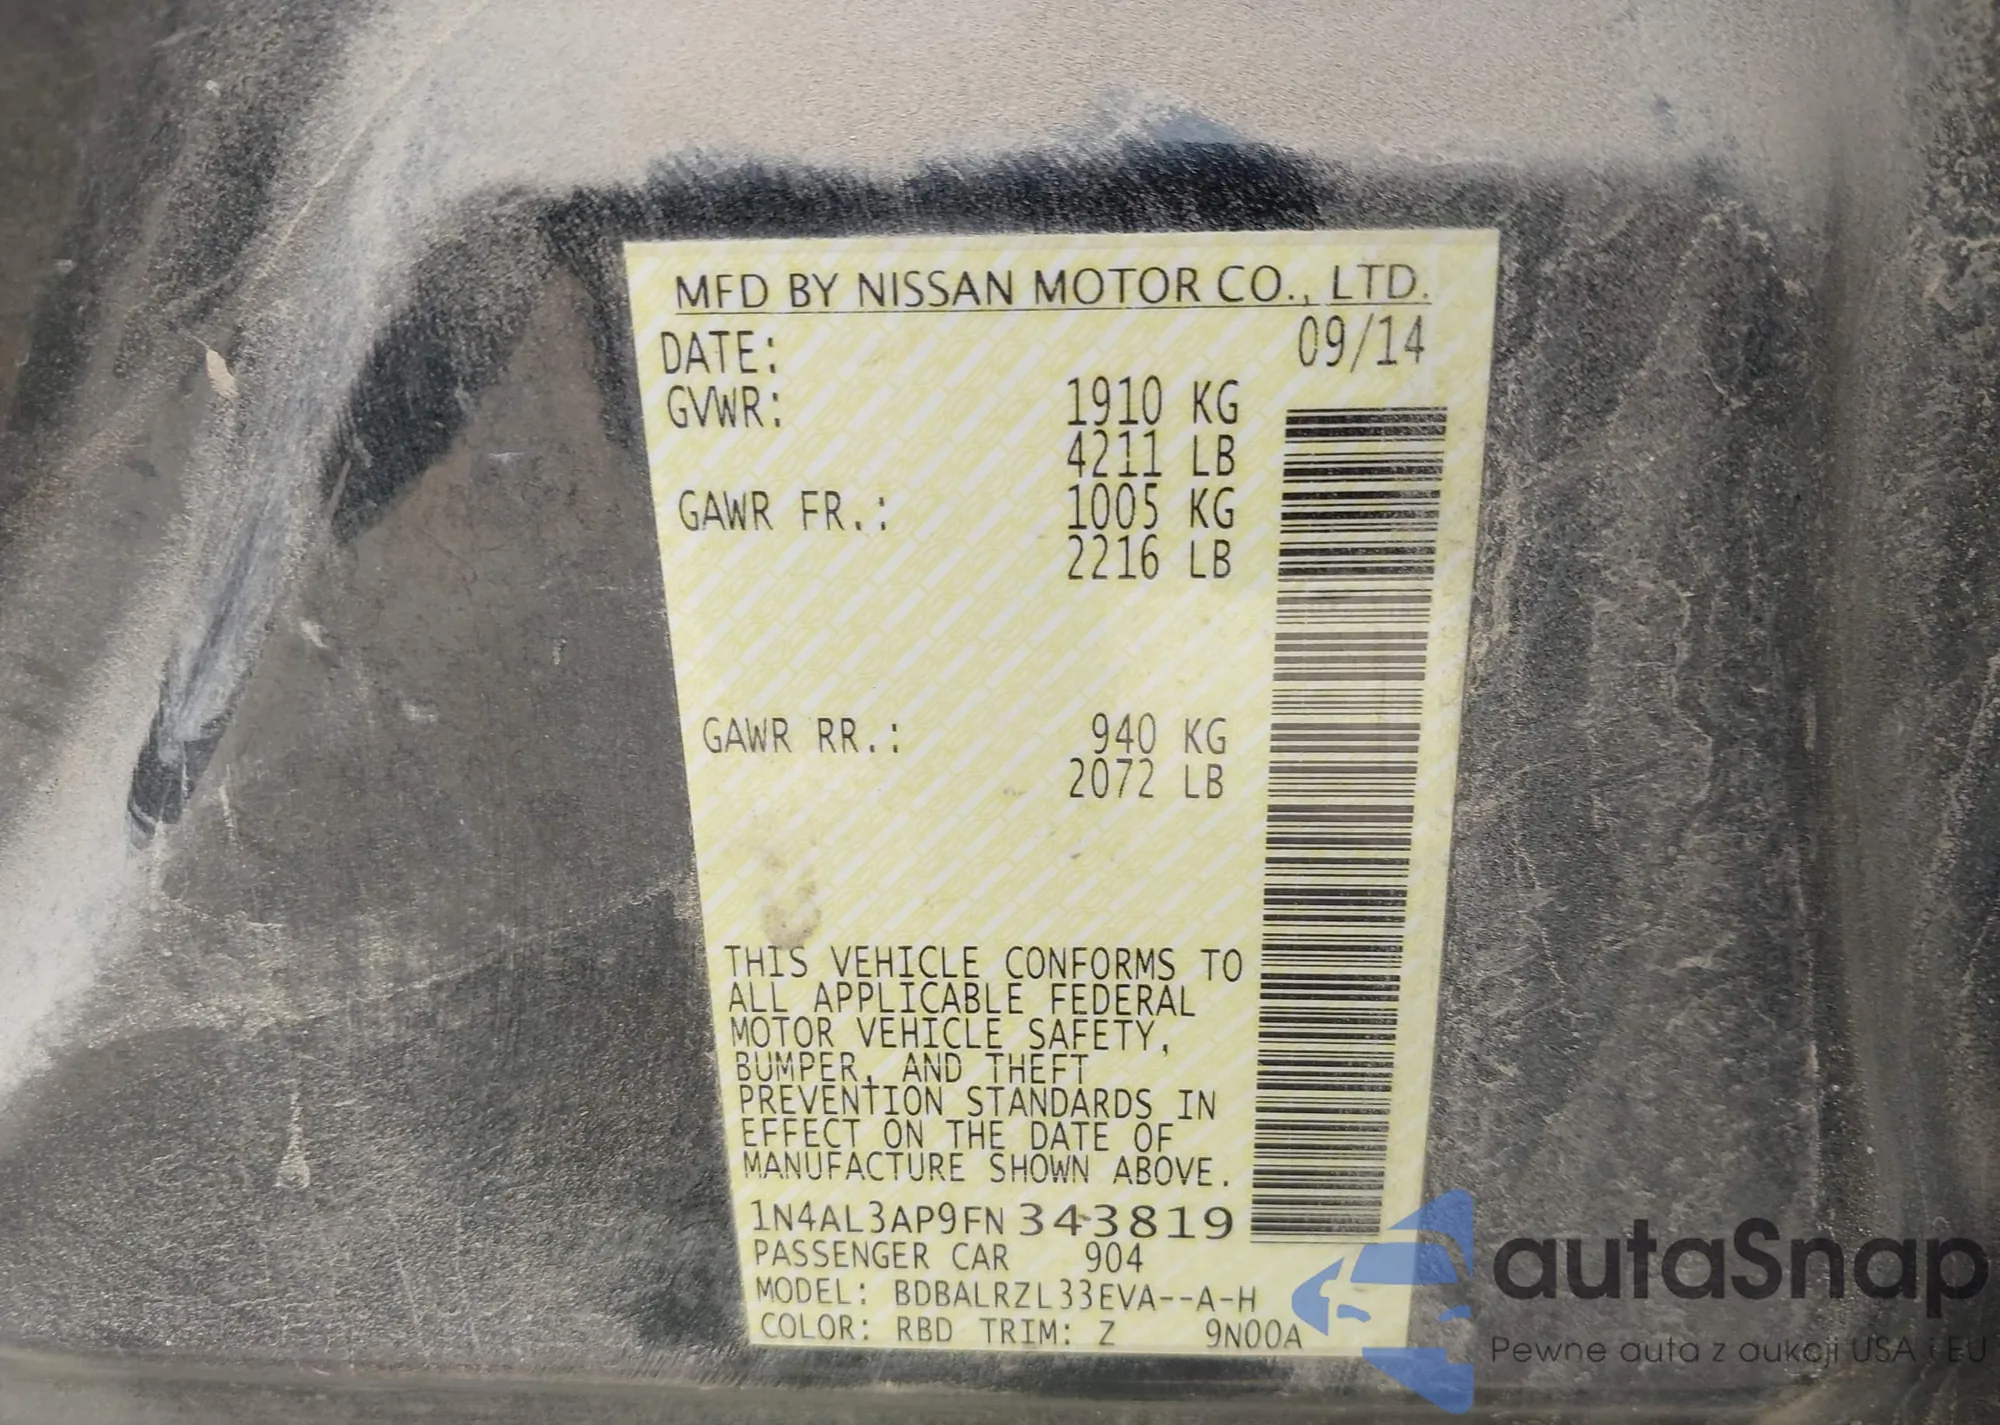 MFD BY NISSAN MOTOR CO., LTD.
DATE: 09/14
GVWR: 1910 KG
4211 LB
GAWR FR.: 1005 KG
2216 LB
GAWR RR.: 940 KG
2072 LB
THIS VEHICLE CONFORMS TO
ALL APPLICABLE FEDERAL
MOTOR VEHICLE SAFETY,
BUMPER, AND THEFT
PREVENTION STANDARDS IN
EFFECT ON THE DATE OF
MANUFACTURE SHOWN ABOVE.
1N4AL3AP9FN343819
PASSENGER CAR 904
MODEL: BDBALRZL33EVA--A-H
COLOR: RBD TRIM: Z 9N00A
autaSnap
Pewne auta z aukcji USA i EU